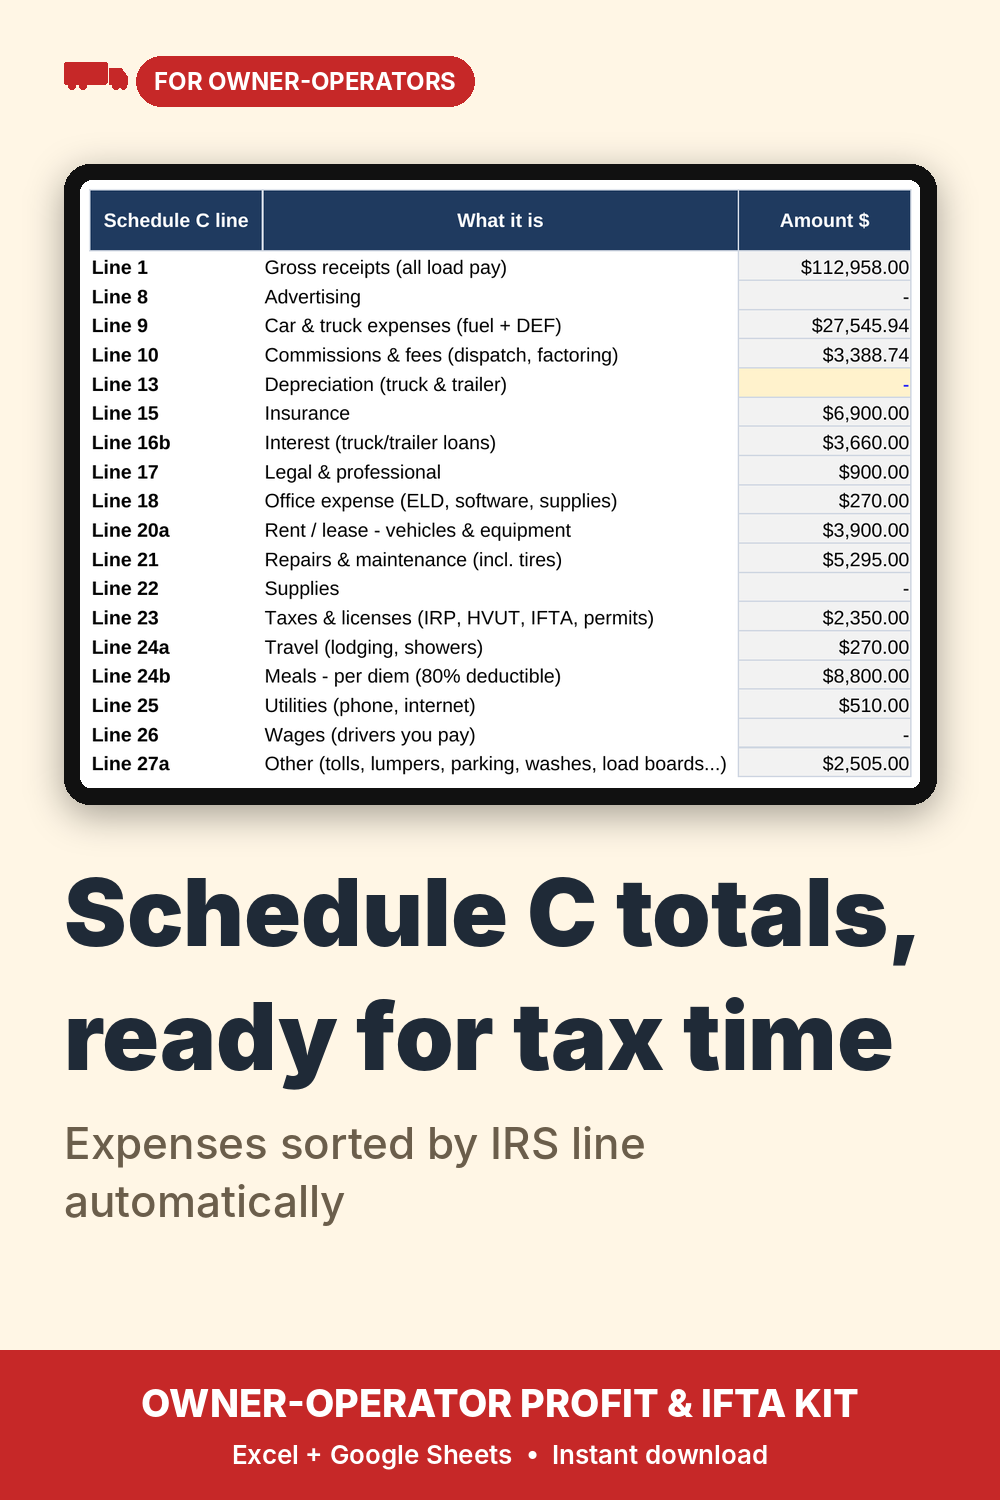 FOR OWNER-OPERATORS
Schedule C line What it is Amount $
Line 1 Gross receipts (all load pay) $112,958.00
Line 8 Advertising -
Line 9 Car & truck expenses (fuel + DEF) $27,545.94
Line 10 Commissions & fees (dispatch, factoring) $3,388.74
Line 13 Depreciation (truck & trailer) -
Line 15 Insurance $6,900.00
Line 16b Interest (truck/trailer loans) $3,660.00
Line 17 Legal & professional $900.00
Line 18 Office expense (ELD, software, supplies) $270.00
Line 20a Rent / lease - vehicles & equipment $3,900.00
Line 21 Repairs & maintenance (incl. tires) $5,295.00
Line 22 Supplies -
Line 23 Taxes & licenses (IRP, HVUT, IFTA, permits) $2,350.00
Line 24a Travel (lodging, showers) $270.00
Line 24b Meals - per diem (80% deductible) $8,800.00
Line 25 Utilities (phone, internet) $510.00
Line 26 Wages (drivers you pay) -
Line 27a Other (tolls, lumpers, parking, washes, load boards...) $2,505.00
Schedule C totals,
ready for tax time
Expenses sorted by IRS line
automatically
OWNER-OPERATOR PROFIT & IFTA KIT
Excel + Google Sheets • Instant download